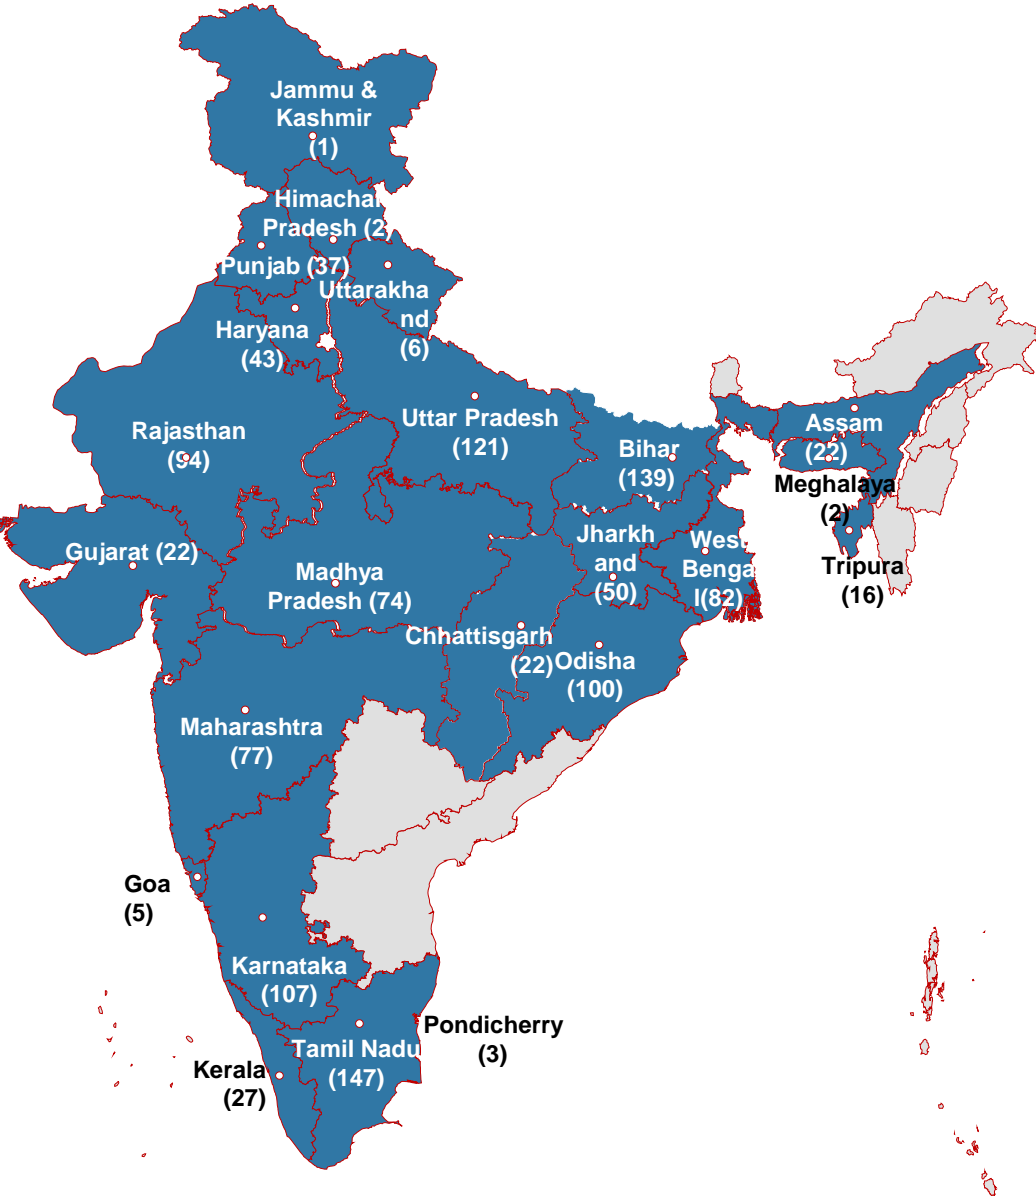 Jammu &
Kashmir
(1)
Himachal
Pradesh (2)
Punjab (37)
Uttarakha
nd
(6)
Haryana
(43)
Rajasthan
(94)
Uttar Pradesh
(121)
Bihar
(139)
Assam
(22)
Meghalaya
(2)
Tripura
(16)
Gujarat (22)
Madhya
Pradesh (74)
Jharkh
and
(50)
West
Benga
l(82)
Chhattisgarh
(22)
Odisha
(100)
Maharashtra
(77)
Goa
(5)
Karnataka
(107)
Pondicherry
(3)
Tamil Nadu
(147)
Kerala
(27)